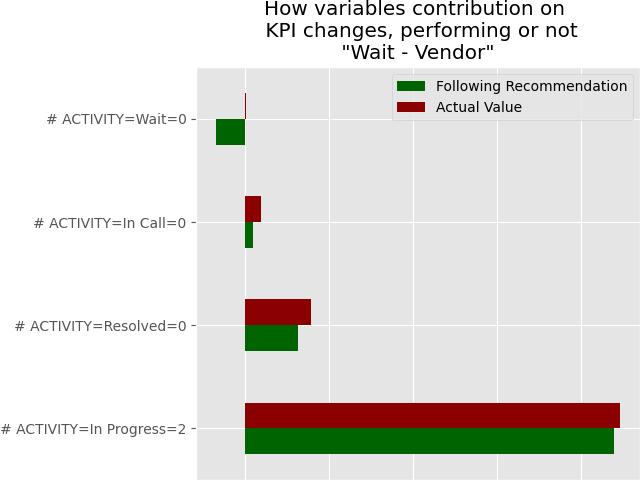 How variables contribution on
KPI changes, performing or not
"Wait - Vendor"
Following Recommendation
Actual Value
# ACTIVITY=Wait=0
# ACTIVITY=In Call=0
# ACTIVITY=Resolved=0
# ACTIVITY=In Progress=2